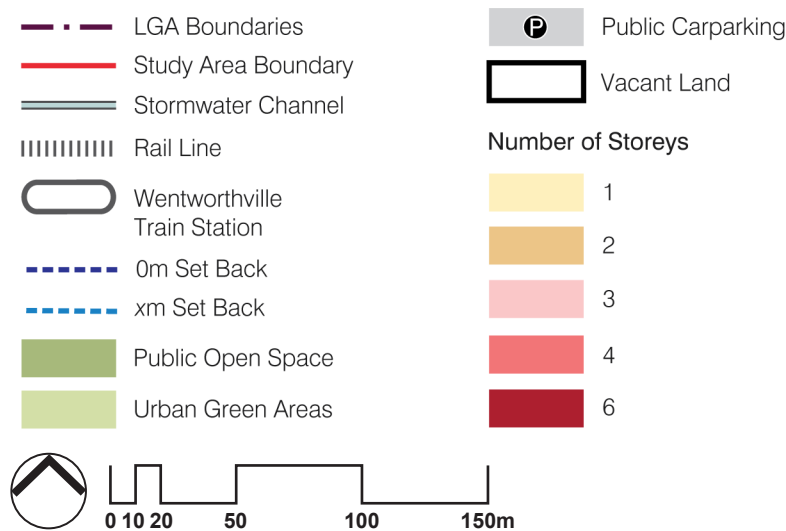 LGA Boundaries
Study Area Boundary
Stormwater Channel
Rail Line
Wentworthville
Train Station
0m Set Back
xm Set Back
Public Open Space
Urban Green Areas
0 10 20 50 100 150m
P Public Carparking
Vacant Land
Number of Storeys
1
2
3
4
6